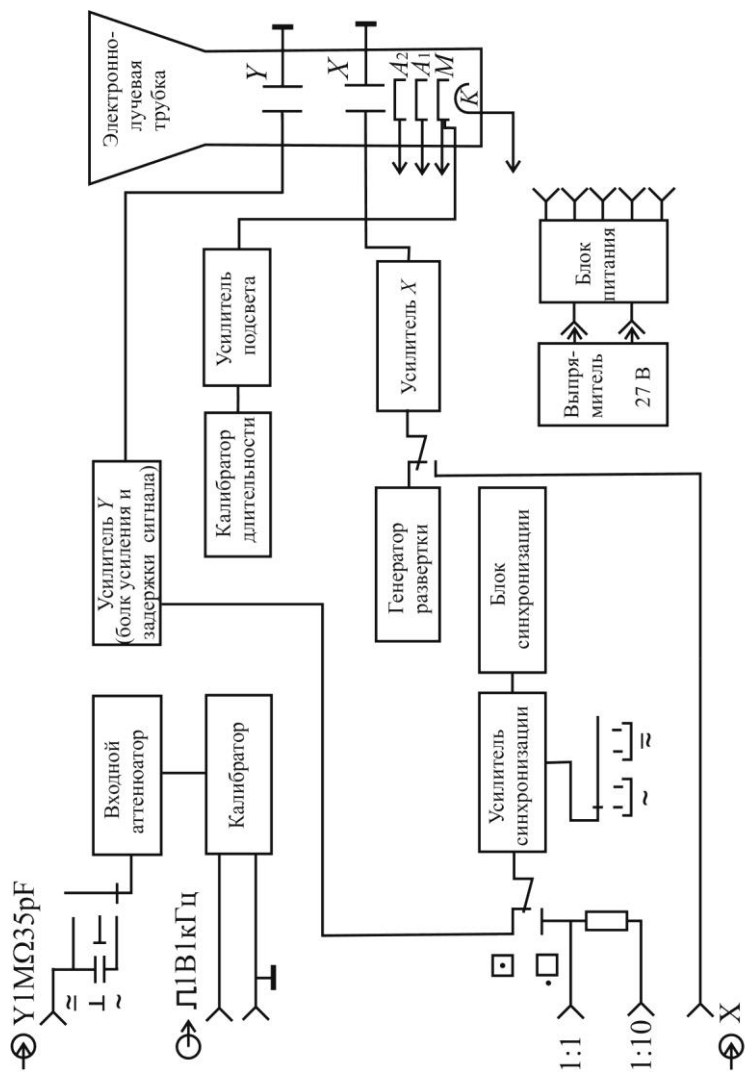 Y1MΩ35pF
≂
⊥
~
Входной
аттенюатор
Усилитель Y
(болк усиления и
задержки сигнала)
Электронно-
лучевая
трубка
Y
X
A2
A1
M
K
1В1кГц
Калибратор
Калибратор
длительности
Усилитель
подсвета
Генератор
развертки
Усилитель X
Усилитель
синхронизации
Блок
синхронизации
~
≂
Выпря-
митель
27 В
Блок
питания
1:1
1:10
X